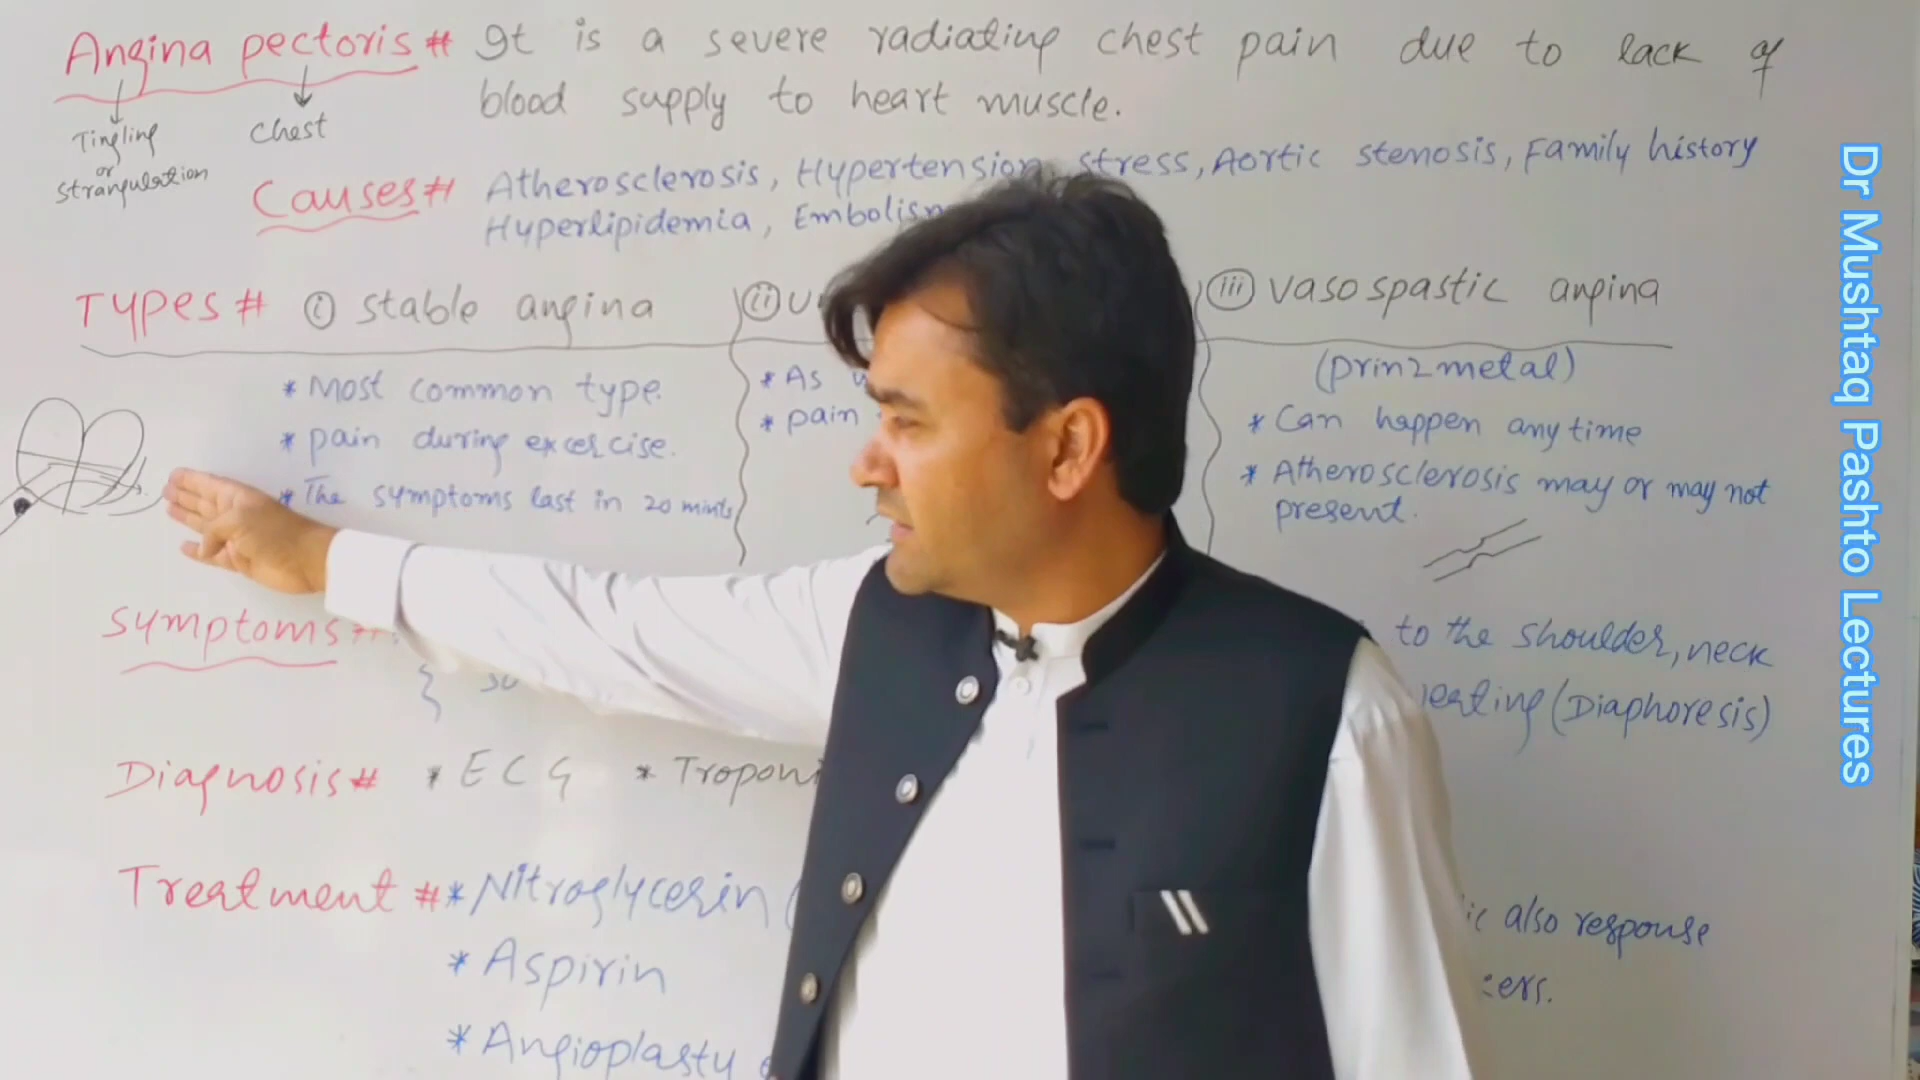 Angina pectoris # It is a severe radiating chest pain due to lack of
blood supply to heart muscle.
Tingling
or
strangulation
Chest
Causes # Atherosclerosis, Hypertension, Stress, Aortic stenosis, Family history
Hyperlipidemia, Embolism
Types # (i) Stable angina
(ii)
(iii) Vasospastic angina
(prinzmetal)
* Most common type.
* pain during excercise.
* The symptoms last in 20 mints
* As
* pain
* Can happen any time
* Atherosclerosis may or may not
present.
Symptoms #
to the shoulder, neck
(Diaphoresis)
Diagnosis # * ECG *
Treatment # * Nitroglycerin (
also response
* Aspirin
* Angioplasty
Dr Mushtaq Pashto Lectures